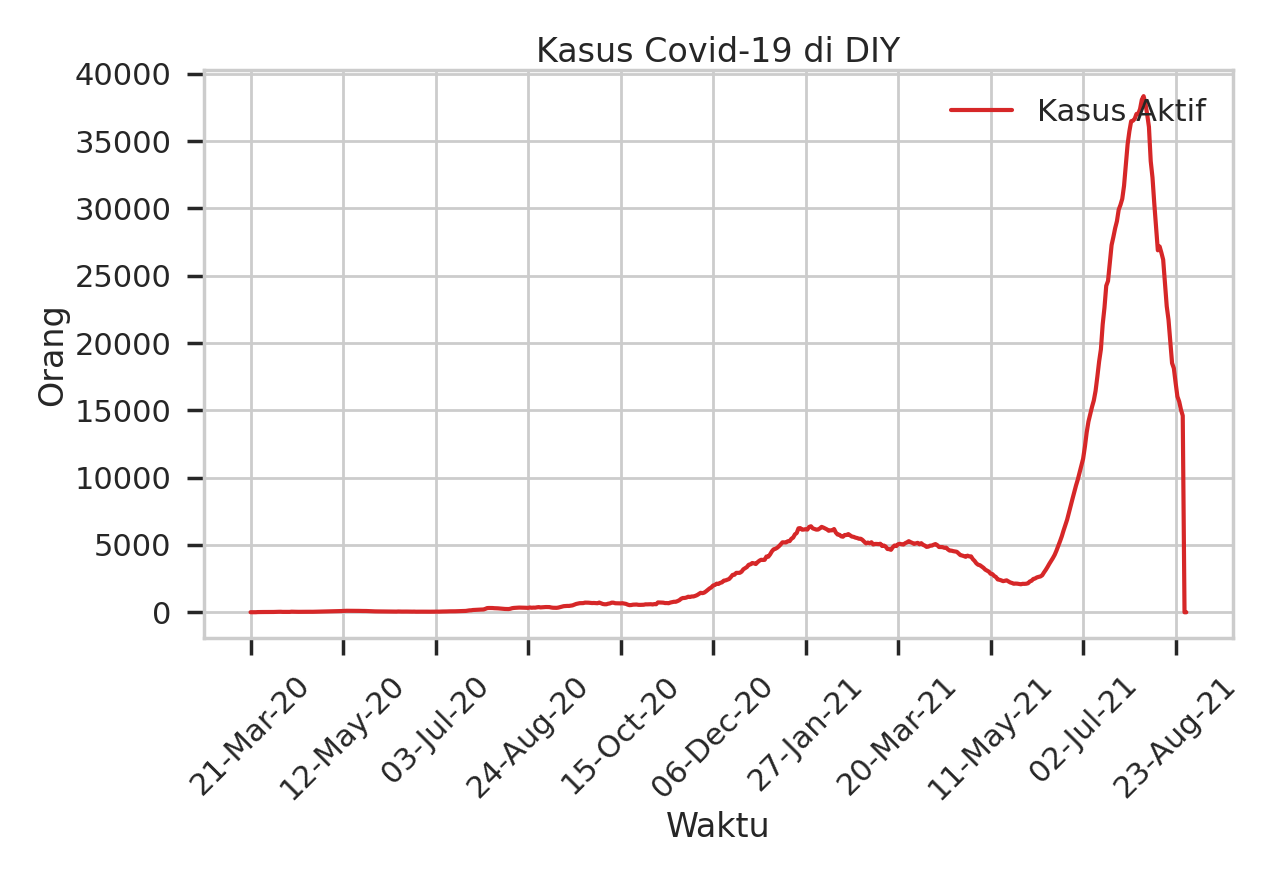 Kasus Covid-19 di DIY
Kasus Aktif
40000
35000
30000
25000
20000
15000
10000
5000
0
Orang
21-Mar-20
12-May-20
03-Jul-20
24-Aug-20
15-Oct-20
06-Dec-20
27-Jan-21
20-Mar-21
11-May-21
02-Jul-21
23-Aug-21
Waktu